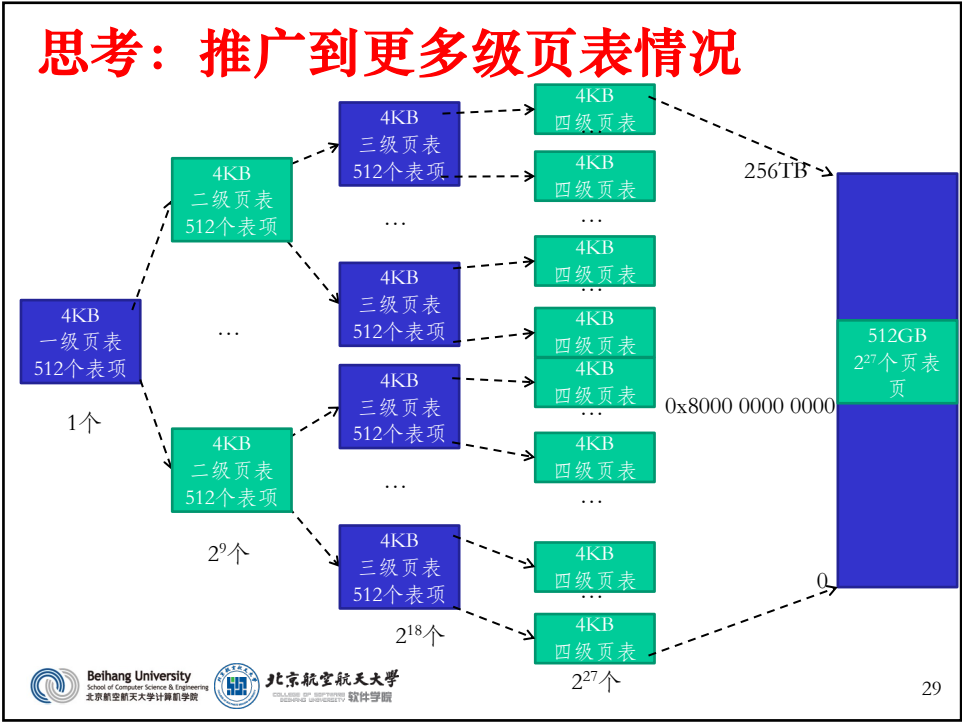 思考：推广到更多级页表情况
4KB
一级页表
512个表项
1个
4KB
二级页表
512个表项
…
4KB
二级页表
512个表项
2⁹个
4KB
三级页表
512个表项
…
4KB
三级页表
512个表项
4KB
三级页表
512个表项
…
4KB
三级页表
512个表项
2¹⁸个
4KB
四级页表
…
4KB
四级页表
…
4KB
四级页表
…
4KB
四级页表
4KB
四级页表
…
4KB
四级页表
…
4KB
四级页表
…
4KB
四级页表
2²⁷个
256TB
512GB
2²⁷个页表
页
0x8000 0000 0000
0
Beihang University
School of Computer Science & Engineering
北京航空航天大学计算机学院
北京航空航天大学
COLLEGE OF SOFTWARE
BEIHANG UNIVERSITY
软件学院
29